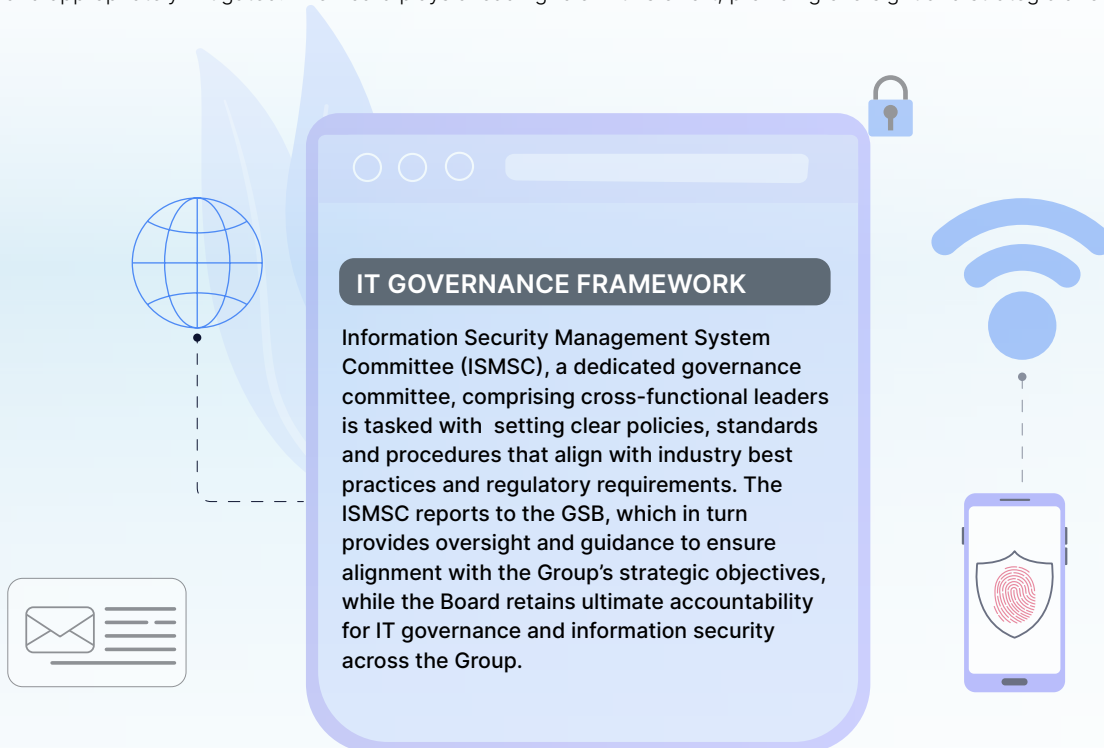 IT GOVERNANCE FRAMEWORK
Information Security Management System
Committee (ISMSC), a dedicated governance
committee, comprising cross-functional leaders
is tasked with  setting clear policies, standards
and procedures that align with industry best
practices and regulatory requirements. The
ISMSC reports to the GSB, which in turn
provides oversight and guidance to ensure
alignment with the Group’s strategic objectives,
while the Board retains ultimate accountability
for IT governance and information security
across the Group.